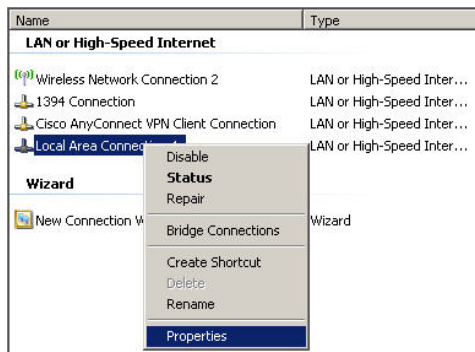 Name Type
LAN or High-Speed Internet
Wireless Network Connection 2 LAN or High-Speed Inter...
1394 Connection LAN or High-Speed Inter...
Cisco AnyConnect VPN Client Connection LAN or High-Speed Inter...
Local Area LAN or High-Speed Inter...
Wizard
New Connection Wizard
Disable
Status
Repair
Bridge Connections
Create Shortcut
Delete
Rename
Properties